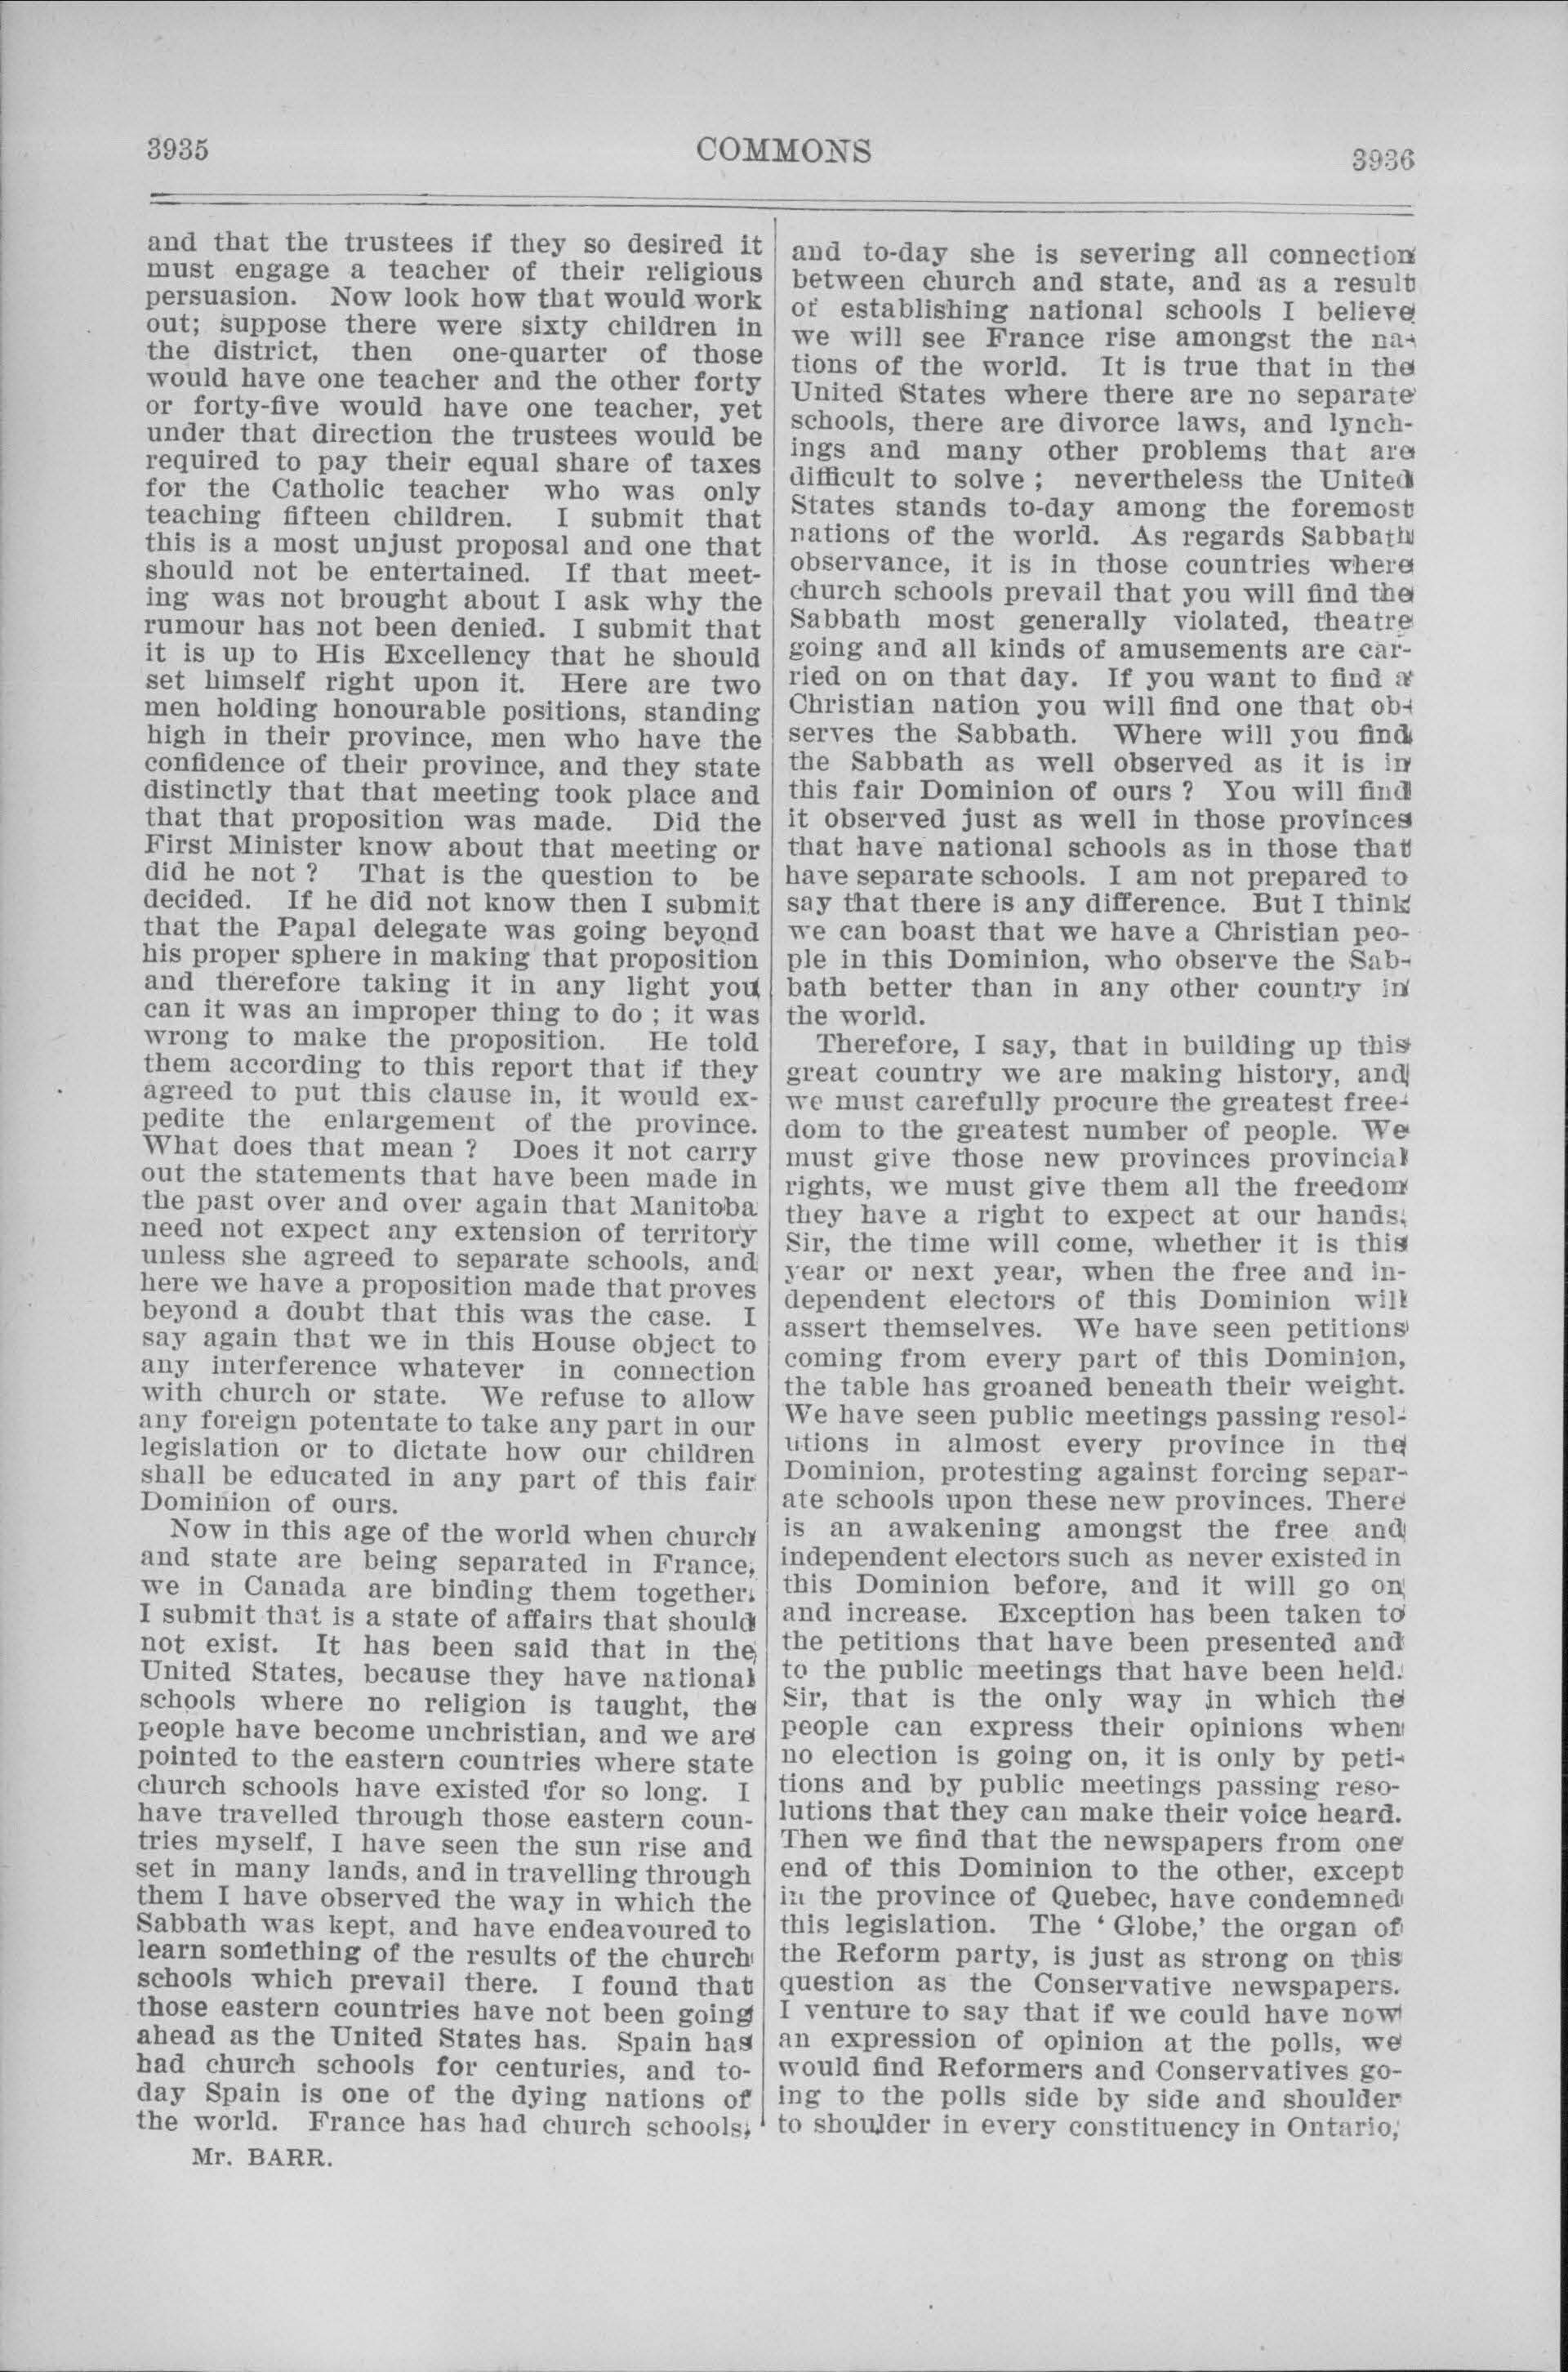 3935
COMMONS
3936
and that the trustees if they so desired it
must engage a teacher of their religious
persuasion. Now look how that would work
out; suppose there were sixty children in
the district, then one-quarter of those
would have one teacher and the other forty
or forty-five would have one teacher, yet
under that direction the trustees would be
required to pay their equal share of taxes
for the Catholic teacher who was only
teaching fifteen children. I submit that
this is a most unjust proposal and one that
should not be entertained. If that meet-
ing was not brought about I ask why the
rumour has not been denied. I submit that
it is up to His Excellency that he should
set himself right upon it. Here are two
men holding honourable positions, standing
high in their province, men who have the
confidence of their province, and they state
distinctly that that meeting took place and
that that proposition was made. Did the
First Minister know about that meeting or
did he not ? That is the question to be
decided. If he did not know then I submit
that the Papal delegate was going beyond
his proper sphere in making that proposition
and therefore taking it in any light you
can it was an improper thing to do ; it was
wrong to make the proposition. He told
them according to this report that if they
agreed to put this clause in, it would ex-
pedite the enlargement of the province.
What does that mean ? Does it not carry
out the statements that have been made in
the past over and over again that Manitoba
need not expect any extension of territory
unless she agreed to separate schools, and
here we have a proposition made that proves
beyond a doubt that this was the case. I
say again that we in this House object to
any interference whatever in connection
with church or state. We refuse to allow
any foreign potentate to take any part in our
legislation or to dictate how our children
shall be educated in any part of this fair
Dominion of ours.
Now in this age of the world when church
and state are being separated in France,
we in Canada are binding them together.
I submit that is a state of affairs that should
not exist. It has been said that in the
United States, because they have national
schools where no religion is taught, the
people have become unchristian, and we are
pointed to the eastern countries where state
church schools have existed for so long. I
have travelled through those eastern coun-
tries myself, I have seen the sun rise and
set in many lands, and in travelling through
them I have observed the way in which the
Sabbath was kept, and have endeavoured to
learn something of the results of the church
schools which prevail there. I found that
those eastern countries have not been going
ahead as the United States has. Spain has
had church schools for centuries, and to-
day Spain is one of the dying nations of
the world. France has had church schools,
Mr. BARR.
and to-day she is severing all connection
between church and state, and as a result
of establishing national schools I believe
we will see France rise amongst the na-
tions of the world. It is true that in the
United States where there are no separate
schools, there are divorce laws, and lynch-
ings and many other problems that are
difficult to solve ; nevertheless the United
States stands to-day among the foremost
nations of the world. As regards Sabbath
observance, it is in those countries where
church schools prevail that you will find the
Sabbath most generally violated, theatre
going and all kinds of amusements are car-
ried on on that day. If you want to find a
Christian nation you will find one that ob-
serves the Sabbath. Where will you find
the Sabbath as well observed as it is in
this fair Dominion of ours ? You will find
it observed just as well in those provinces
that have national schools as in those that
have separate schools. I am not prepared to
say that there is any difference. But I think
we can boast that we have a Christian peo-
ple in this Dominion, who observe the Sab-
bath better than in any other country in
the world.
Therefore, I say, that in building up this
great country we are making history, and
we must carefully procure the greatest free-
dom to the greatest number of people. We
must give those new provinces provincial
rights, we must give them all the freedom
they have a right to expect at our hands.
Sir, the time will come, whether it is this
year or next year, when the free and in-
dependent electors of this Dominion will
assert themselves. We have seen petitions
coming from every part of this Dominion,
the table has groaned beneath their weight.
We have seen public meetings passing resol-
utions in almost every province in the
Dominion, protesting against forcing separ-
ate schools upon these new provinces. There
is an awakening amongst the free and
independent electors such as never existed in
this Dominion before, and it will go on
and increase. Exception has been taken to
the petitions that have been presented and
to the public meetings that have been held.
Sir, that is the only way in which the
people can express their opinions when
no election is going on, it is only by peti-
tions and by public meetings passing reso-
lutions that they can make their voice heard.
Then we find that the newspapers from one
end of this Dominion to the other, except
in the province of Quebec, have condemned
this legislation. The ‘ Globe,’ the organ of
the Reform party, is just as strong on this
question as the Conservative newspapers.
I venture to say that if we could have now
an expression of opinion at the polls, we
would find Reformers and Conservatives go-
ing to the polls side by side and shoulder
to shoulder in every constituency in Ontario,